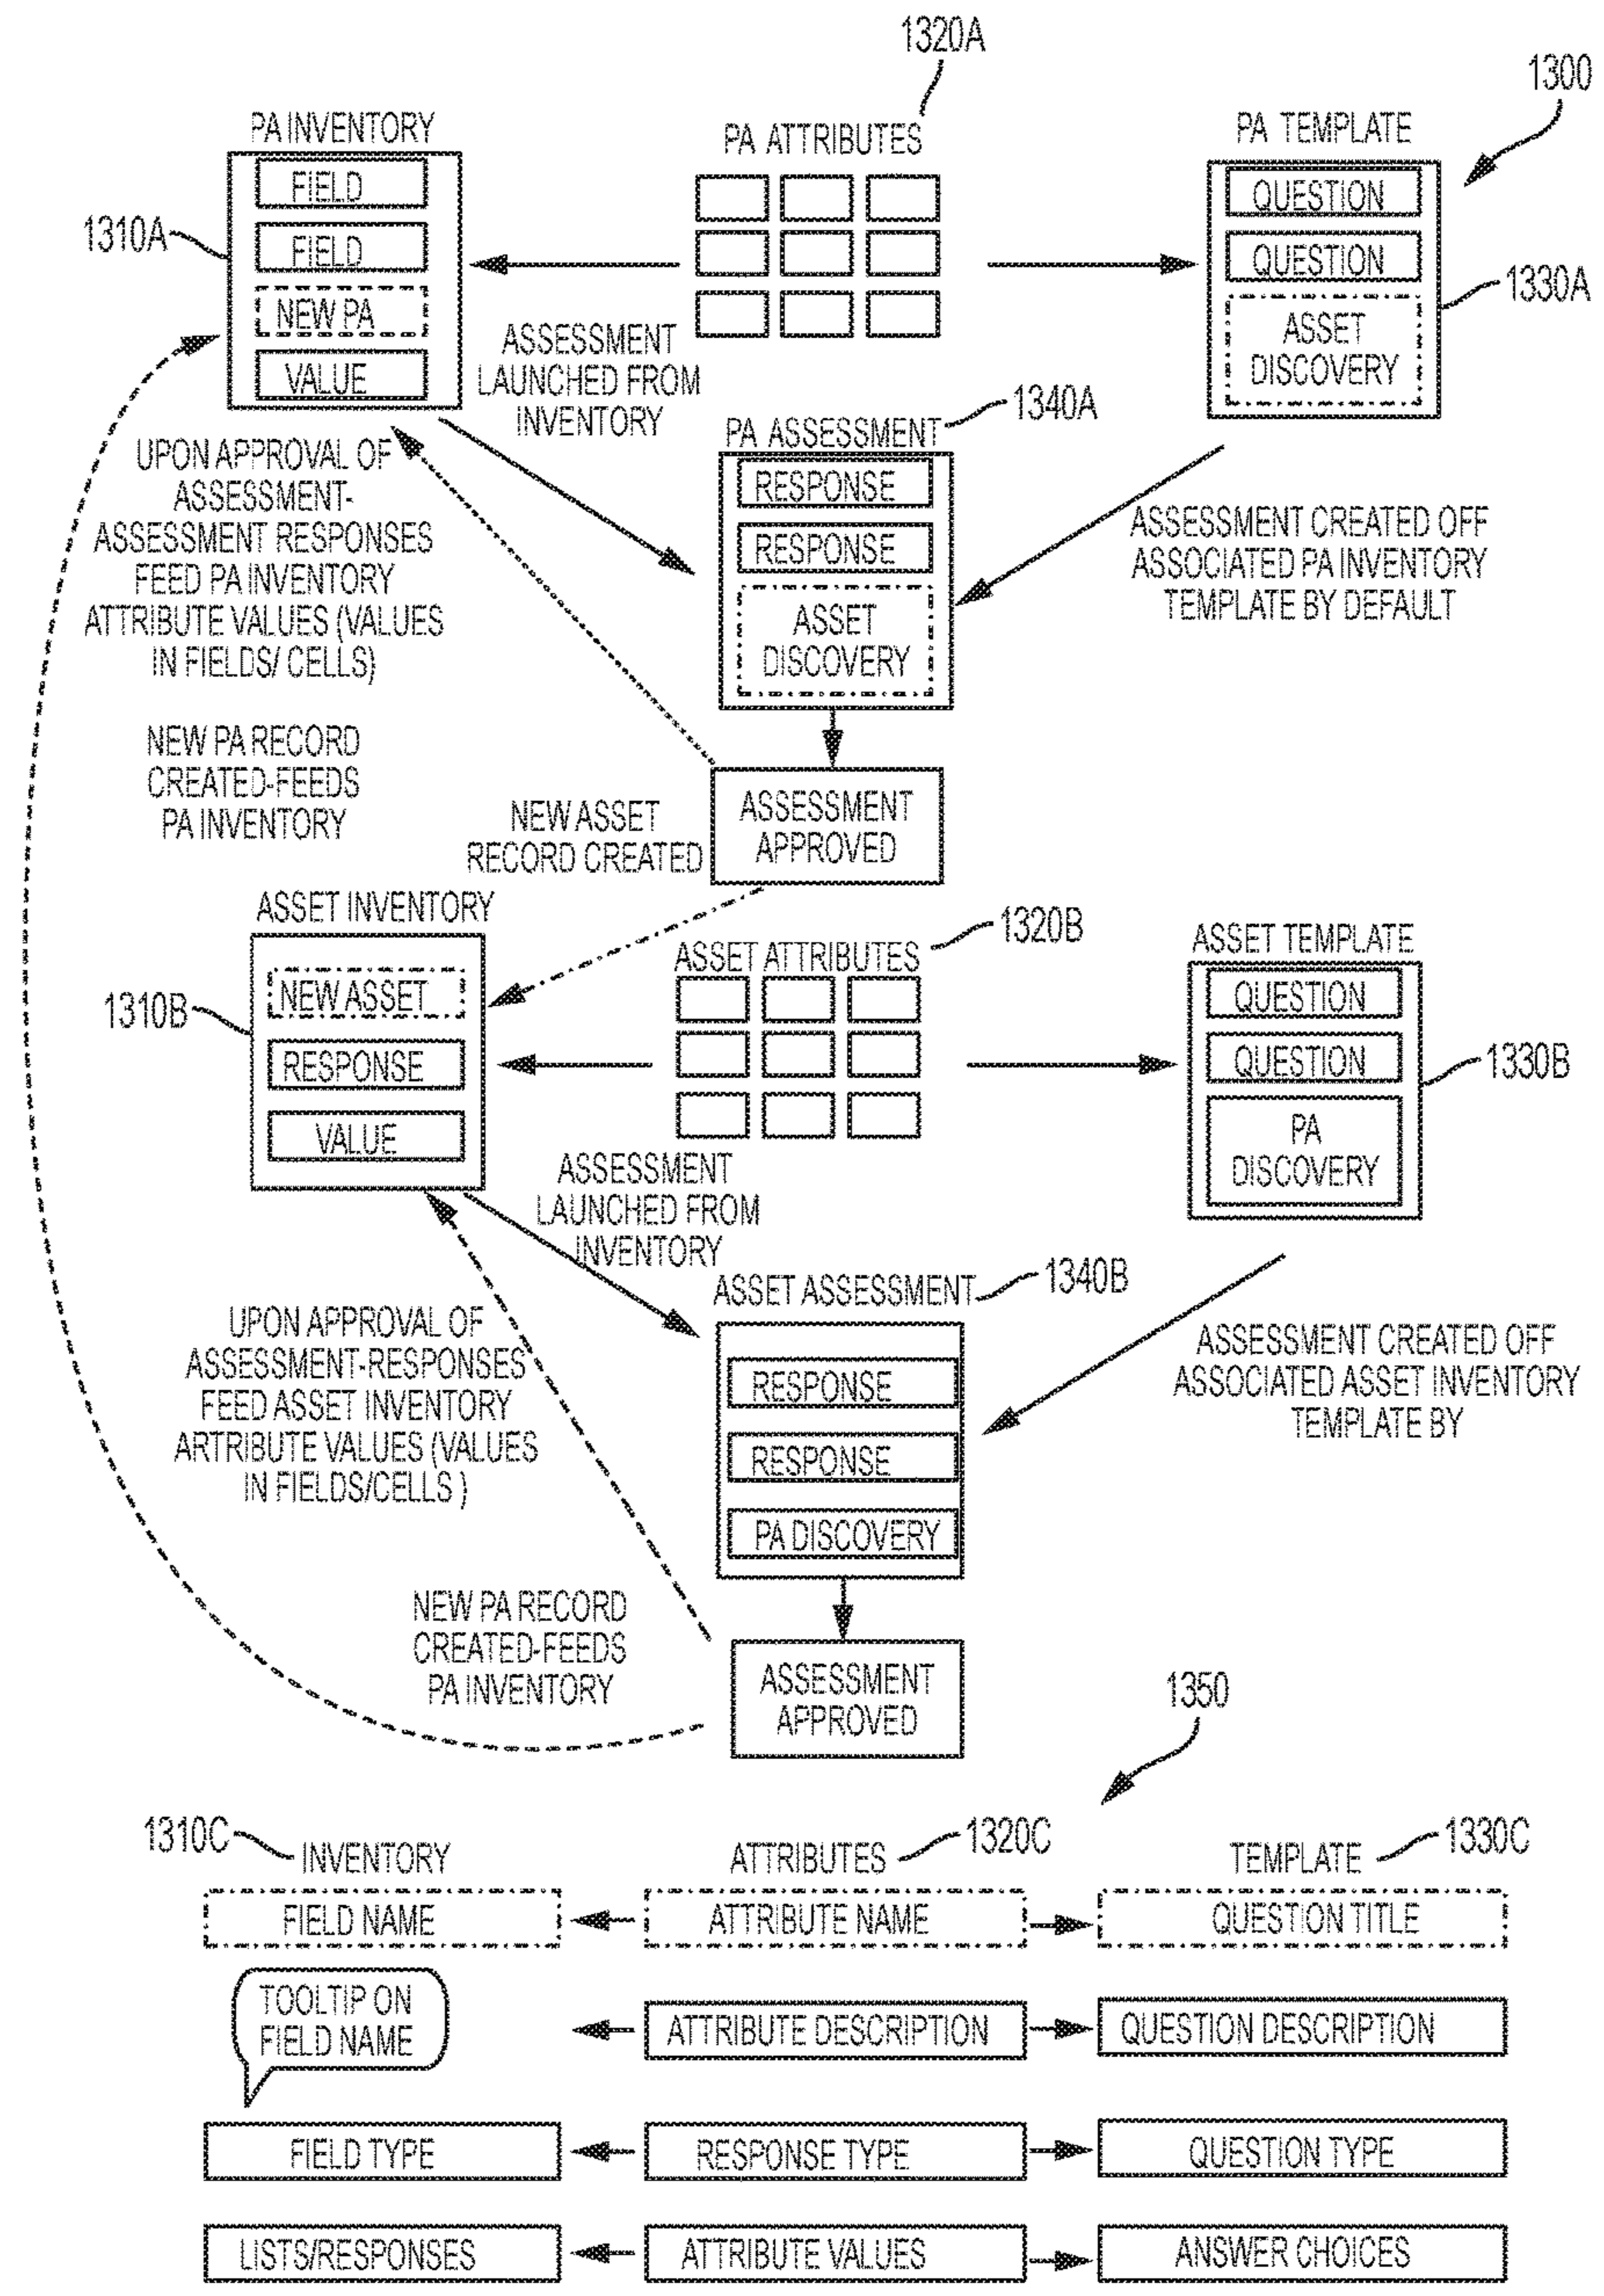 1320A
1300
PA INVENTORY
PA ATTRIBUTES
PA TEMPLATE
FIELD
FIELD
NEW PA
VALUE
1310A
QUESTION
QUESTION
ASSET
DISCOVERY
1330A
ASSESSMENT
LAUNCHED FROM
INVENTORY
1340A
PA ASSESSMENT
RESPONSE
RESPONSE
ASSET
DISCOVERY
UPON APPROVAL OF
ASSESSMENT-
ASSESSMENT RESPONSES
FEED PA INVENTORY
ATTRIBUTE VALUES (VALUES
IN FIELDS/ CELLS)
ASSESSMENT CREATED OFF
ASSOCIATED PA INVENTORY
TEMPLATE BY DEFAULT
NEW PA RECORD
CREATED-FEEDS
PA INVENTORY
NEW ASSET
RECORD CREATED
ASSESSMENT
APPROVED
ASSET INVENTORY
1320B
ASSET ATTRIBUTES
ASSET TEMPLATE
NEW ASSET
RESPONSE
VALUE
1310B
QUESTION
QUESTION
PA
DISCOVERY
1330B
ASSESSMENT
LAUNCHED FROM
INVENTORY
1340B
ASSET ASSESSMENT
RESPONSE
RESPONSE
PA DISCOVERY
UPON APPROVAL OF
ASSESSMENT-RESPONSES
FEED ASSET INVENTORY
ARTRIBUTE VALUES (VALUES
IN FIELDS/CELLS )
ASSESSMENT CREATED OFF
ASSOCIATED ASSET INVENTORY
TEMPLATE BY
NEW PA RECORD
CREATED-FEEDS
PA INVENTORY
ASSESSMENT
APPROVED
1350
1310C
INVENTORY
ATTRIBUTES
1320C
TEMPLATE
1330C
FIELD NAME
ATTRIBUTE NAME
QUESTION TITLE
TOOLTIP ON
FIELD NAME
ATTRIBUTE DESCRIPTION
QUESTION DESCRIPTION
FIELD TYPE
RESPONSE TYPE
QUESTION TYPE
LISTS/RESPONSES
ATTRIBUTE VALUES
ANSWER CHOICES